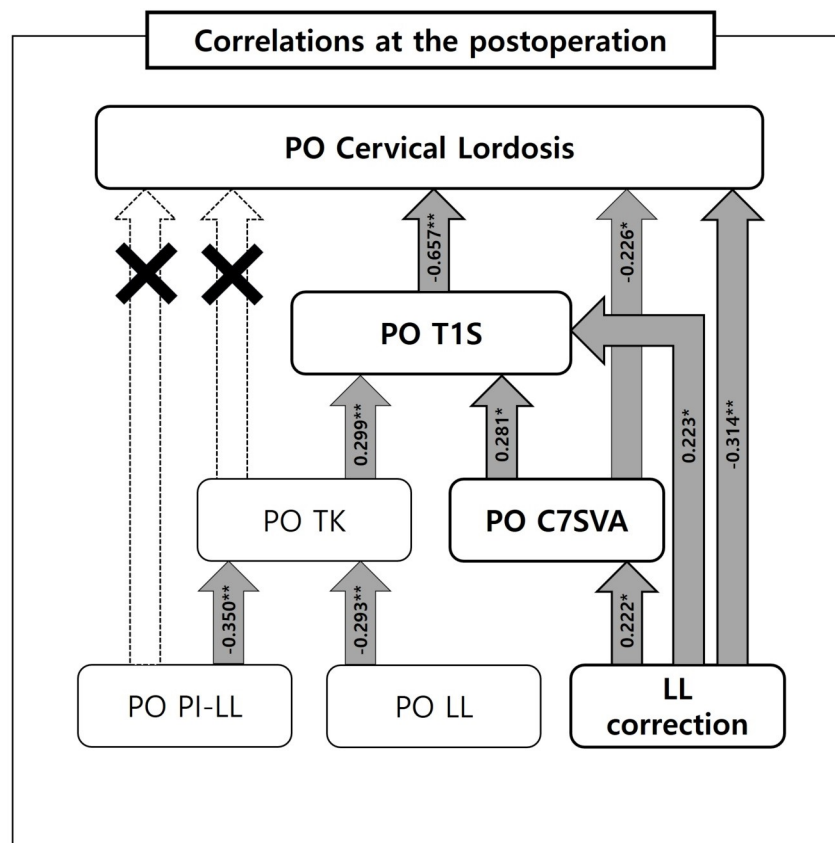 Correlations at the postoperation
PO Cervical Lordosis
-0.657**
-0.226*
PO T1S
0.299**
0.281*
0.223*
-0.314**
PO TK
PO C7SVA
-0.350**
-0.293**
0.222*
PO PI-LL
PO LL
LL
correction